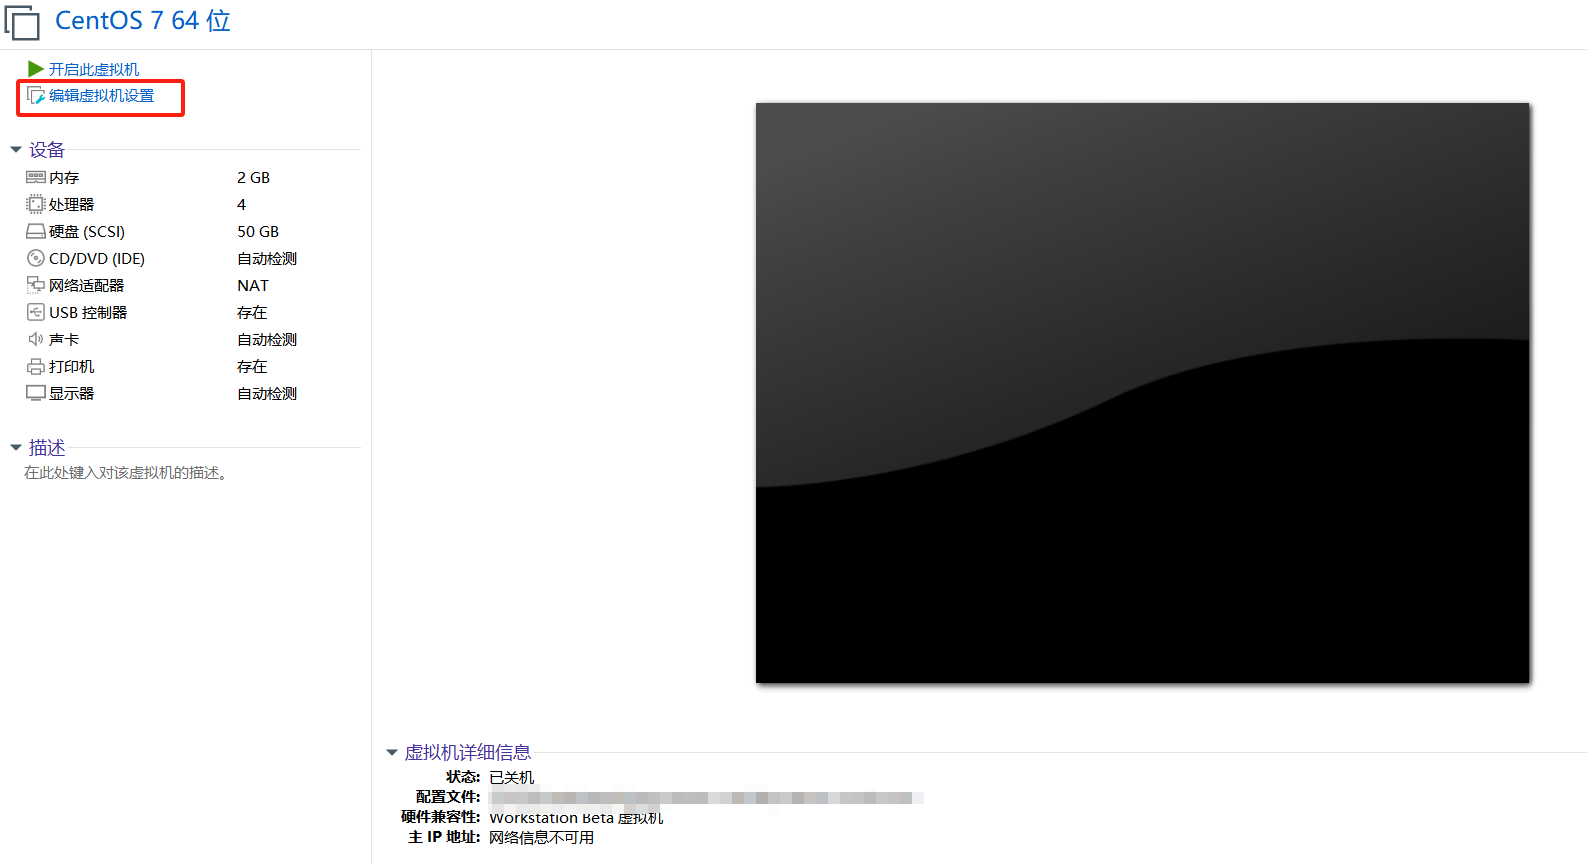 CentOS 7 64 位
开启此虚拟机
编辑虚拟机设置
设备
内存 2 GB
处理器 4
硬盘 (SCSI) 50 GB
CD/DVD (IDE) 自动检测
网络适配器 NAT
USB 控制器 存在
声卡 自动检测
打印机 存在
显示器 自动检测
描述
在此处键入对该虚拟机的描述。
虚拟机详细信息
状态: 已关机
配置文件:
硬件兼容性: Workstation Beta 虚拟机
主 IP 地址: 网络信息不可用